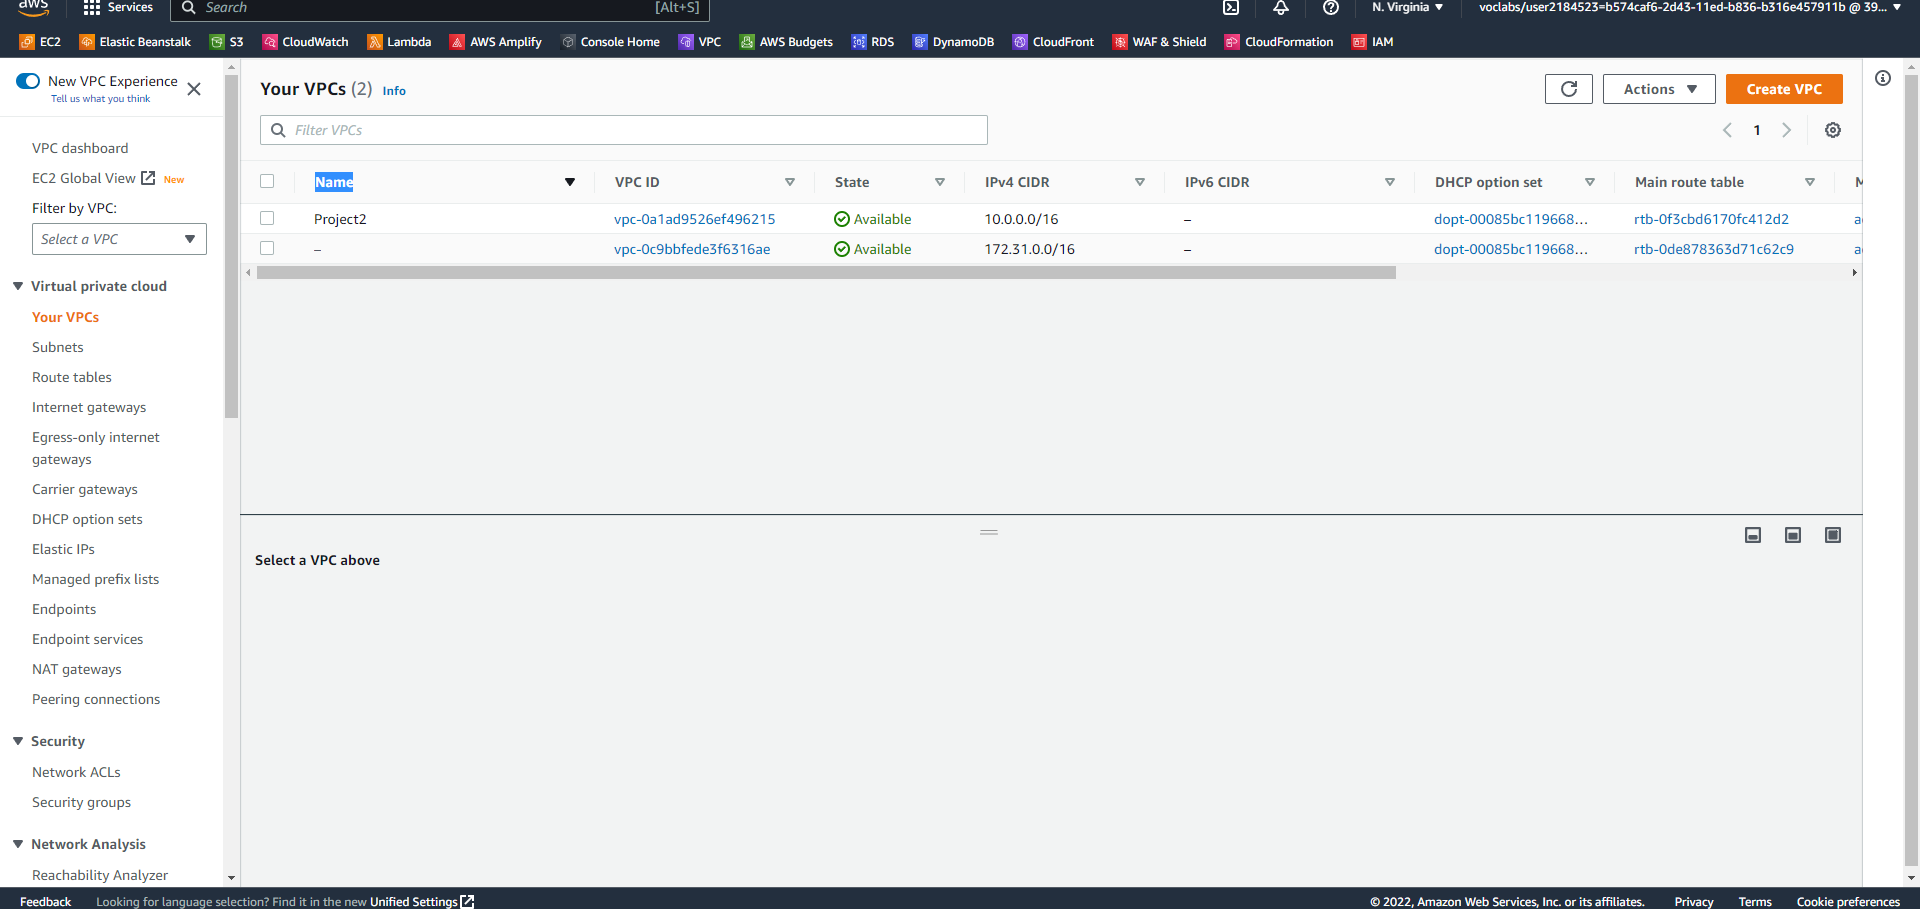 aws
Services
Search
[Alt+S]
N. Virginia
voclabs/user2184523=b574caf6-2d43-11ed-b836-b316e457911b @ 39...
EC2
Elastic Beanstalk
S3
CloudWatch
Lambda
AWS Amplify
Console Home
VPC
AWS Budgets
RDS
DynamoDB
CloudFront
WAF & Shield
CloudFormation
IAM
New VPC Experience
Tell us what you think
VPC dashboard
EC2 Global View
New
Filter by VPC:
Select a VPC
Virtual private cloud
Your VPCs
Subnets
Route tables
Internet gateways
Egress-only internet
gateways
Carrier gateways
DHCP option sets
Elastic IPs
Managed prefix lists
Endpoints
Endpoint services
NAT gateways
Peering connections
Security
Network ACLs
Security groups
Network Analysis
Reachability Analyzer
Your VPCs (2) Info
Actions
Create VPC
Filter VPCs
1
Name VPC ID State IPv4 CIDR IPv6 CIDR DHCP option set Main route table
Project2 vpc-0a1ad9526ef496215 Available 10.0.0.0/16 – dopt-00085bc119668... rtb-0f3cbd6170fc412d2 a
– vpc-0c9bbfede3f6316ae Available 172.31.0.0/16 – dopt-00085bc119668... rtb-0de878363d71c62c9 a
Select a VPC above
Feedback
Looking for language selection? Find it in the new Unified Settings
© 2022, Amazon Web Services, Inc. or its affiliates.
Privacy
Terms
Cookie preferences